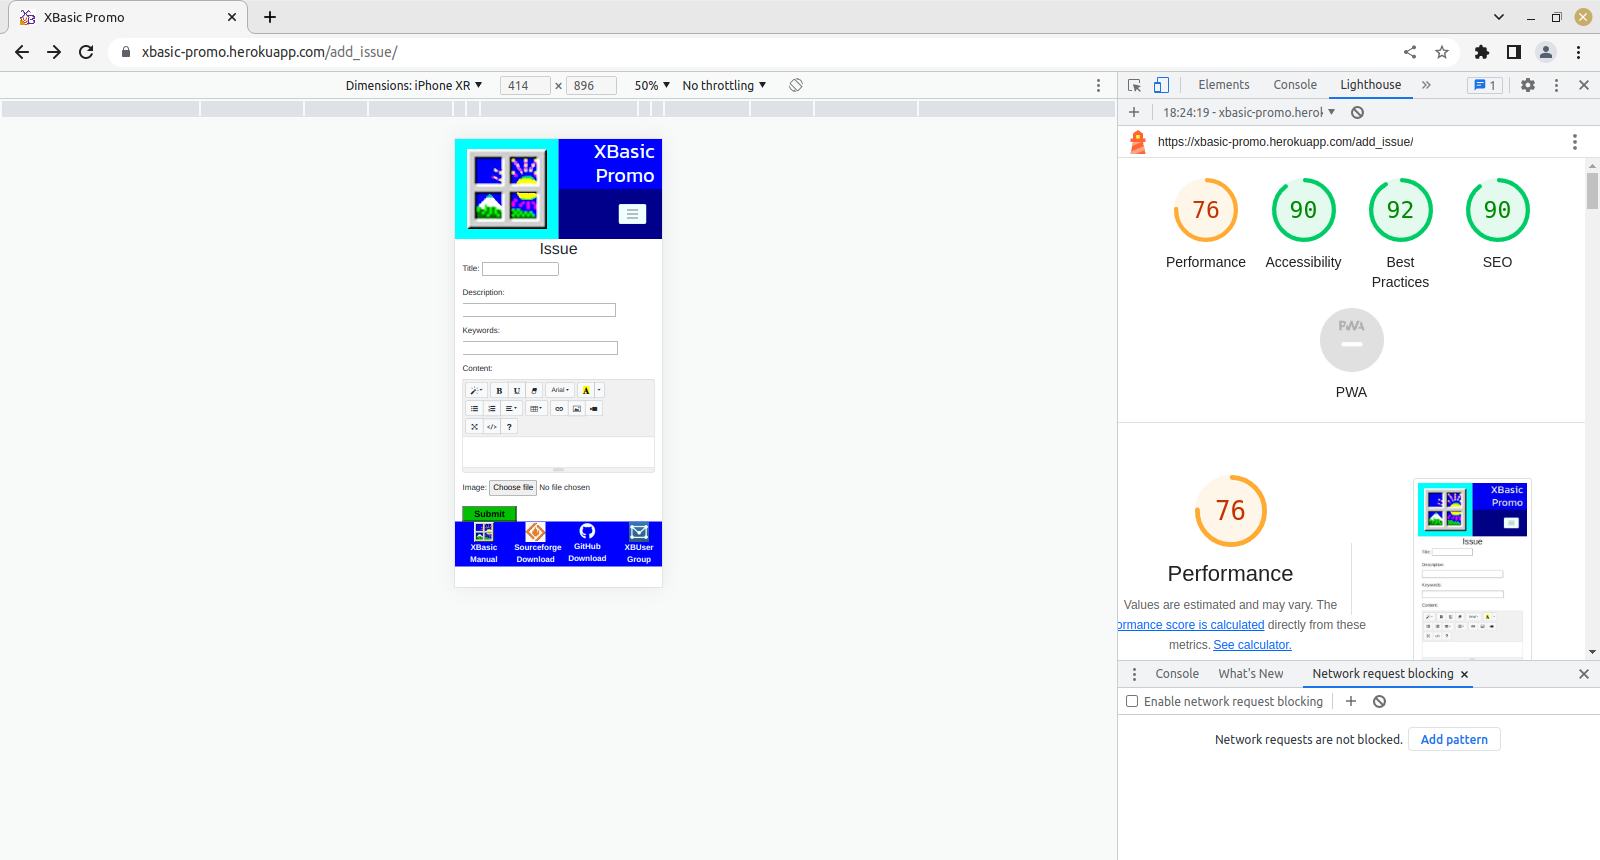 XBasic Promo
xbasic-promo.herokuapp.com/add_issue/
Dimensions: iPhone XR 414 × 896 50% No throttling
XBasic
Promo
Issue
Title:
Description:
Keywords:
Content:
B U Arial A
</> ?
Image: Choose file No file chosen
Submit
XBasic
Manual
Sourceforge
Download
GitHub
Download
XBUser
Group
Elements Console Lighthouse » 1
18:24:19 - xbasic-promo.herok
https://xbasic-promo.herokuapp.com/add_issue/
76
Performance
90
Accessibility
92
Best
Practices
90
SEO
PWA
PWA
76
Performance
Values are estimated and may vary. The
ormance score is calculated directly from these
metrics. See calculator.
XBasic
Promo
Issue
Title:
Description:
Keywords:
Content:
Console What's New Network request blocking
Enable network request blocking
Network requests are not blocked. Add pattern